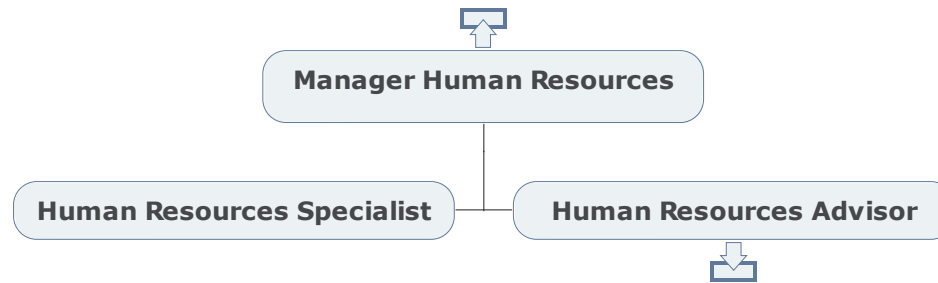 Manager Human Resources
Human Resources Specialist
Human Resources Advisor